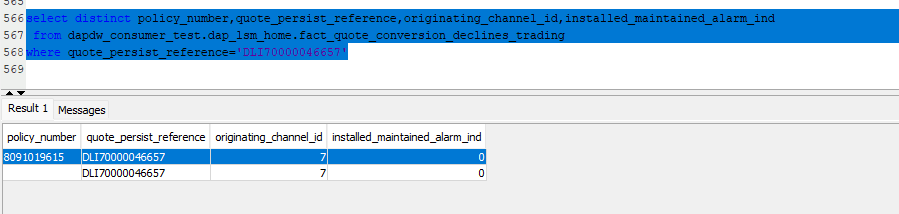 565
566 select distinct policy_number,quote_persist_reference,originating_channel_id,installed_maintained_alarm_ind
567 from dapdw_consumer_test.dap_lsm_home.fact_quote_conversion_declines_trading
568 where quote_persist_reference='DLI70000046657'
569
Result 1 Messages
policy_number quote_persist_reference originating_channel_id installed_maintained_alarm_ind
8091019615 DLI70000046657 7 0
DLI70000046657 7 0